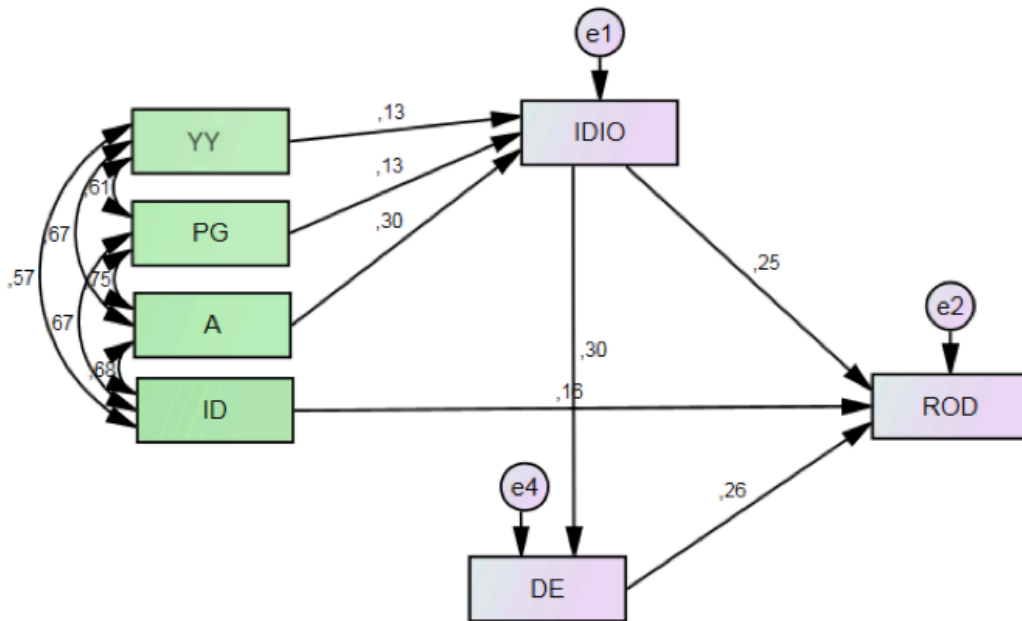 e1
YY
,13
IDIO
,61
,13
PG
,67
,30
,57
,75
,25
,67
A
e2
,68
,30
ID
,16
ROD
e4
,26
DE